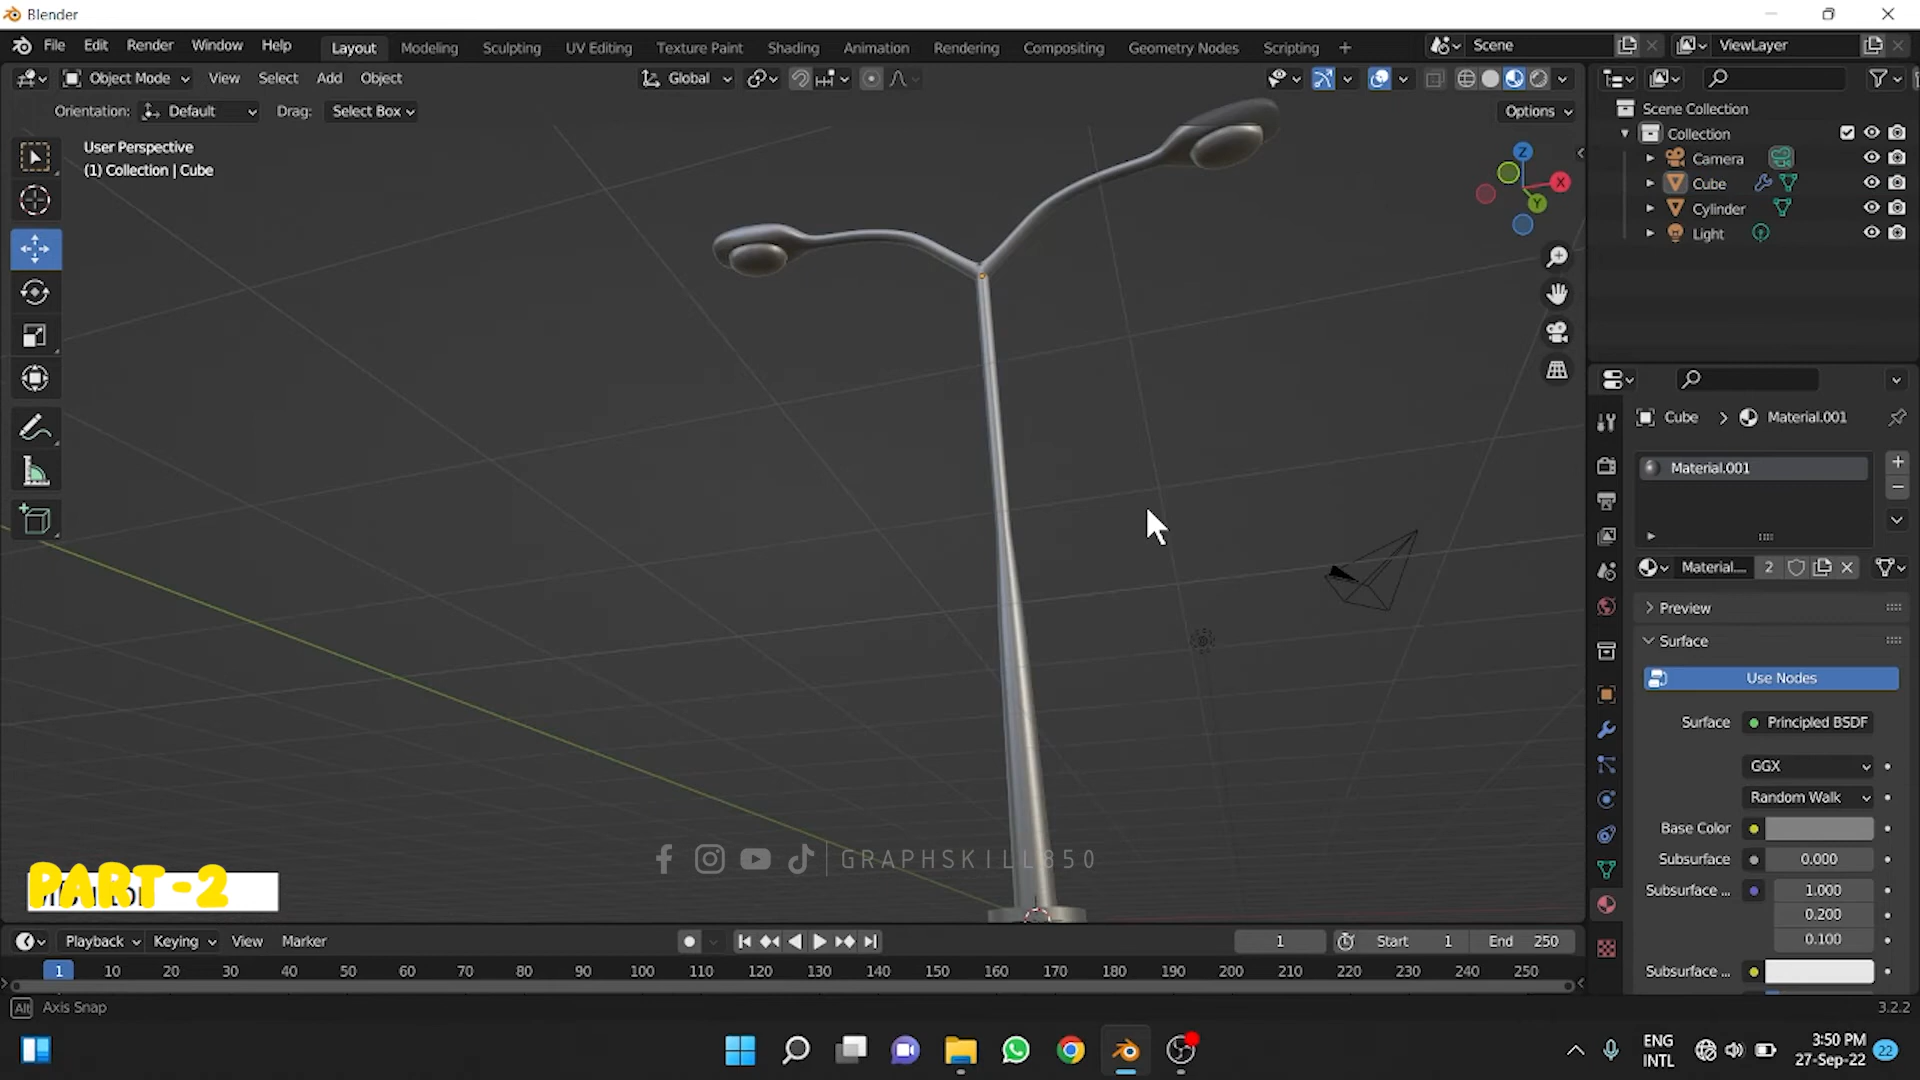 Blender
File Edit Render Window Help Layout Modeling Sculpting UV Editing Texture Paint Shading Animation Rendering Compositing Geometry Nodes Scripting + Scene ViewLayer
Object Mode View Select Add Object Global
Orientation: Default Drag: Select Box Options
User Perspective
(1) Collection | Cube
Z
X
Y
Scene Collection
Collection
Camera
Cube
Cylinder
Light
Cube > Material.001
Material.001
Material.... 2
Preview
Surface
Use Nodes
Surface Principled BSDF
GGX
Random Walk
Base Color
Subsurface 0.000
Subsurface ... 1.000
0.200
0.100
Subsurface ...
GRAPHSKILL350
PART-2
Playback Keying View Marker 1 Start 1 End 250
1 10 20 30 40 50 60 70 80 90 100 110 120 130 140 150 160 170 180 190 200 210 220 230 240 250
Alt Axis Snap 3.2.2
ENG
INTL
3:50 PM
27-Sep-22
22